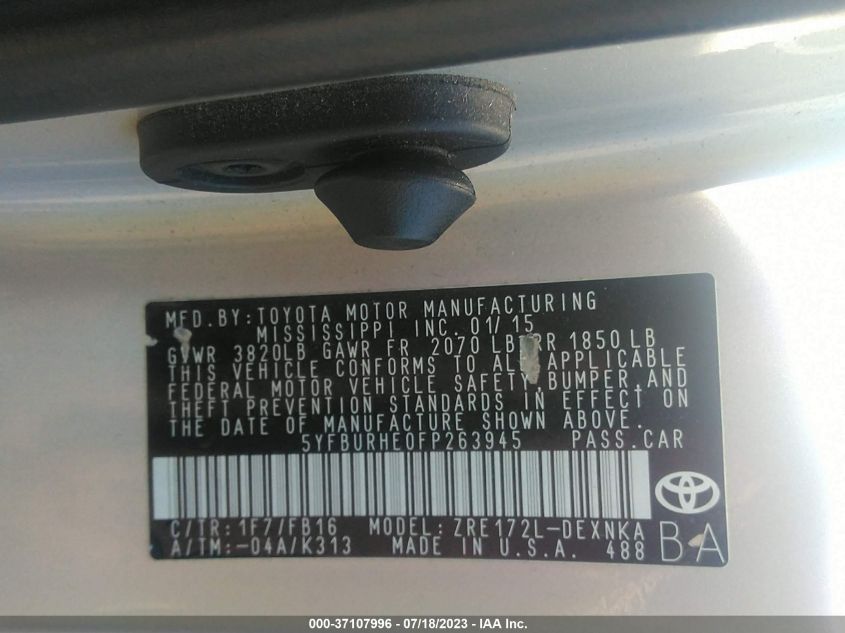 MFD.BY:TOYOTA MOTOR MANUFACTURING
MISSISSIPPI INC. 01/15
GVWR 3820LB GAWR FR 2070 LB RR 1850 LB
THIS VEHICLE CONFORMS TO ALL APPLICABLE
FEDERAL MOTOR VEHICLE SAFETY,BUMPER,AND
THEFT PREVENTION STANDARDS IN EFFECT ON
THE DATE OF MANUFACTURE SHOWN ABOVE.
5YFBURHE0FP263945 PASS.CAR
C/TR:1F7/FB16 MODEL:ZRE172L-DEXNKA
A/TM:-04A/K313 MADE IN U.S.A. 488 B-A
000-37107996 - 07/18/2023 - IAA Inc.